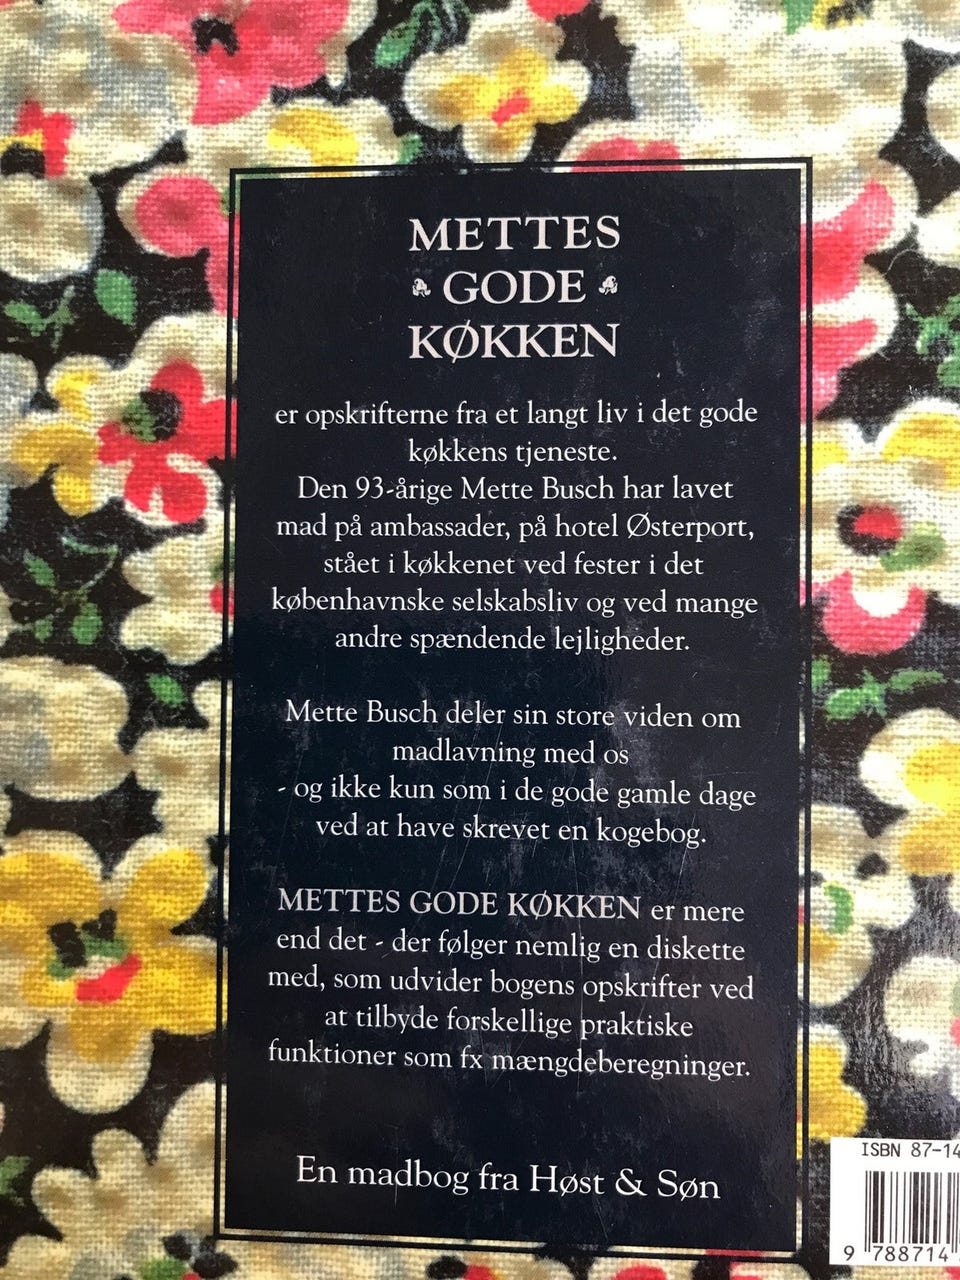 METTES
GODE
KØKKEN
er opskrifterne fra et langt liv i det gode
køkkens tjeneste.
Den 93-årige Mette Busch har lavet
mad på ambassader, på hotel Østerport,
stået i køkkenet ved fester i det
københavnske selskabsliv og ved mange
andre spændende lejligheder.
Mette Busch deler sin store viden om
madlavning med os
- og ikke kun som i de gode gamle dage
ved at have skrevet en kogebog.
METTES GODE KØKKEN er mere
end det - der følger nemlig en diskette
med, som udvider bogens opskrifter ved
at tilbyde forskellige praktiske
funktioner som fx mængdeberegninger.
En madbog fra Høst & Søn
ISBN 87-14
9 788714